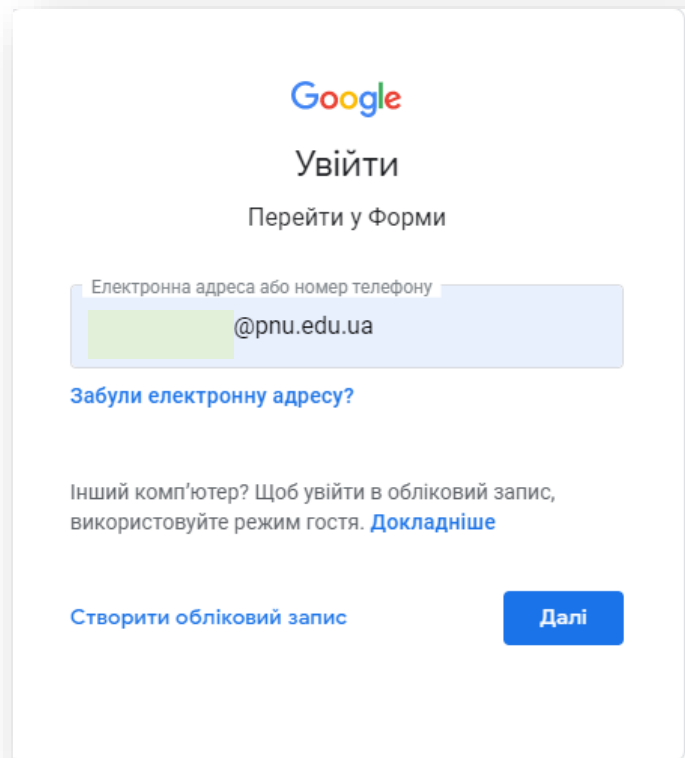 Google
Увійти
Перейти у Форми
Електронна адреса або номер телефону
@pnu.edu.ua
Забули електронну адресу?
Інший комп’ютер? Щоб увійти в обліковий запис,
використовуйте режим гостя. Докладніше
Створити обліковий запис
Далі